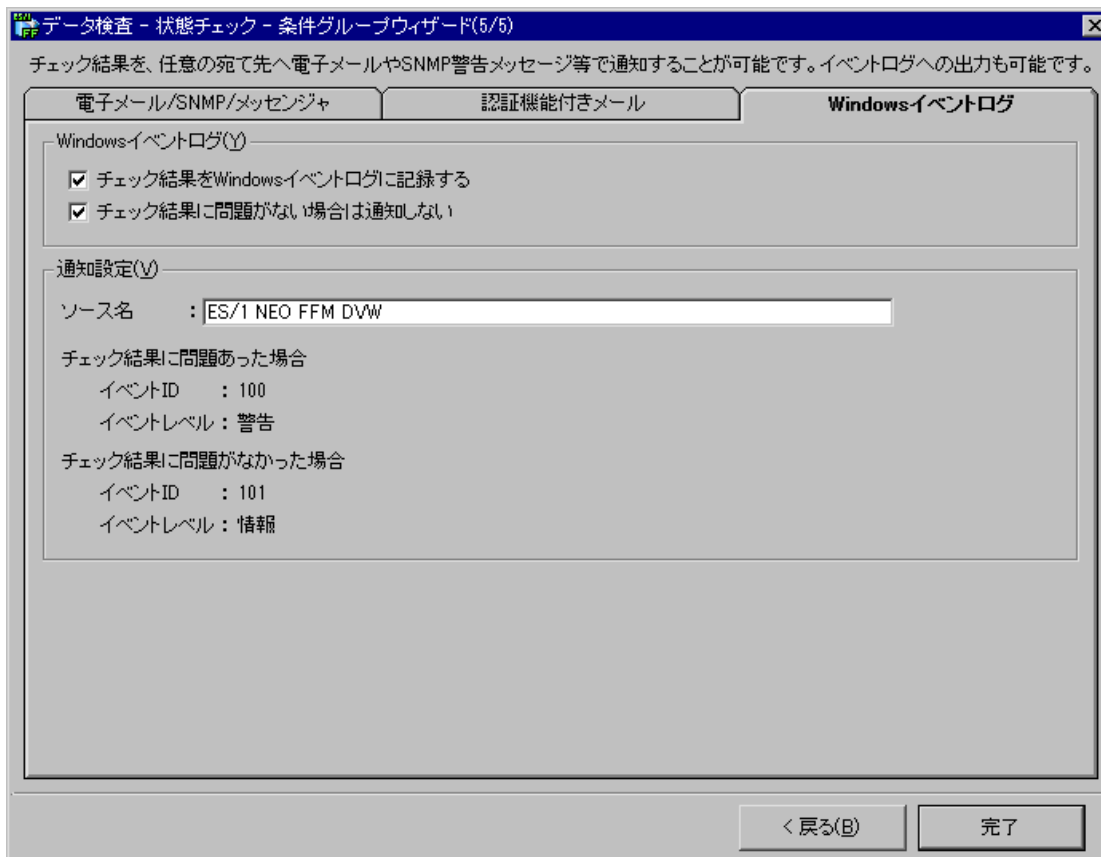 データ検査 - 状態チェック - 条件グループウィザード(5/5)
チェック結果を、任意の宛て先へ電子メールやSNMP警告メッセージ等で通知することが可能です。イベントログへの出力も可能です。
電子メール/SNMP/メッセンジャ 認証機能付きメール Windowsイベントログ
Windowsイベントログ(Y)
チェック結果をWindowsイベントログに記録する
チェック結果に問題がない場合は通知しない
通知設定(V)
ソース名 : ES/1 NEO FFM DVW
チェック結果に問題あった場合
イベントID : 100
イベントレベル : 警告
チェック結果に問題がなかった場合
イベントID : 101
イベントレベル : 情報
< 戻る(B) 完了